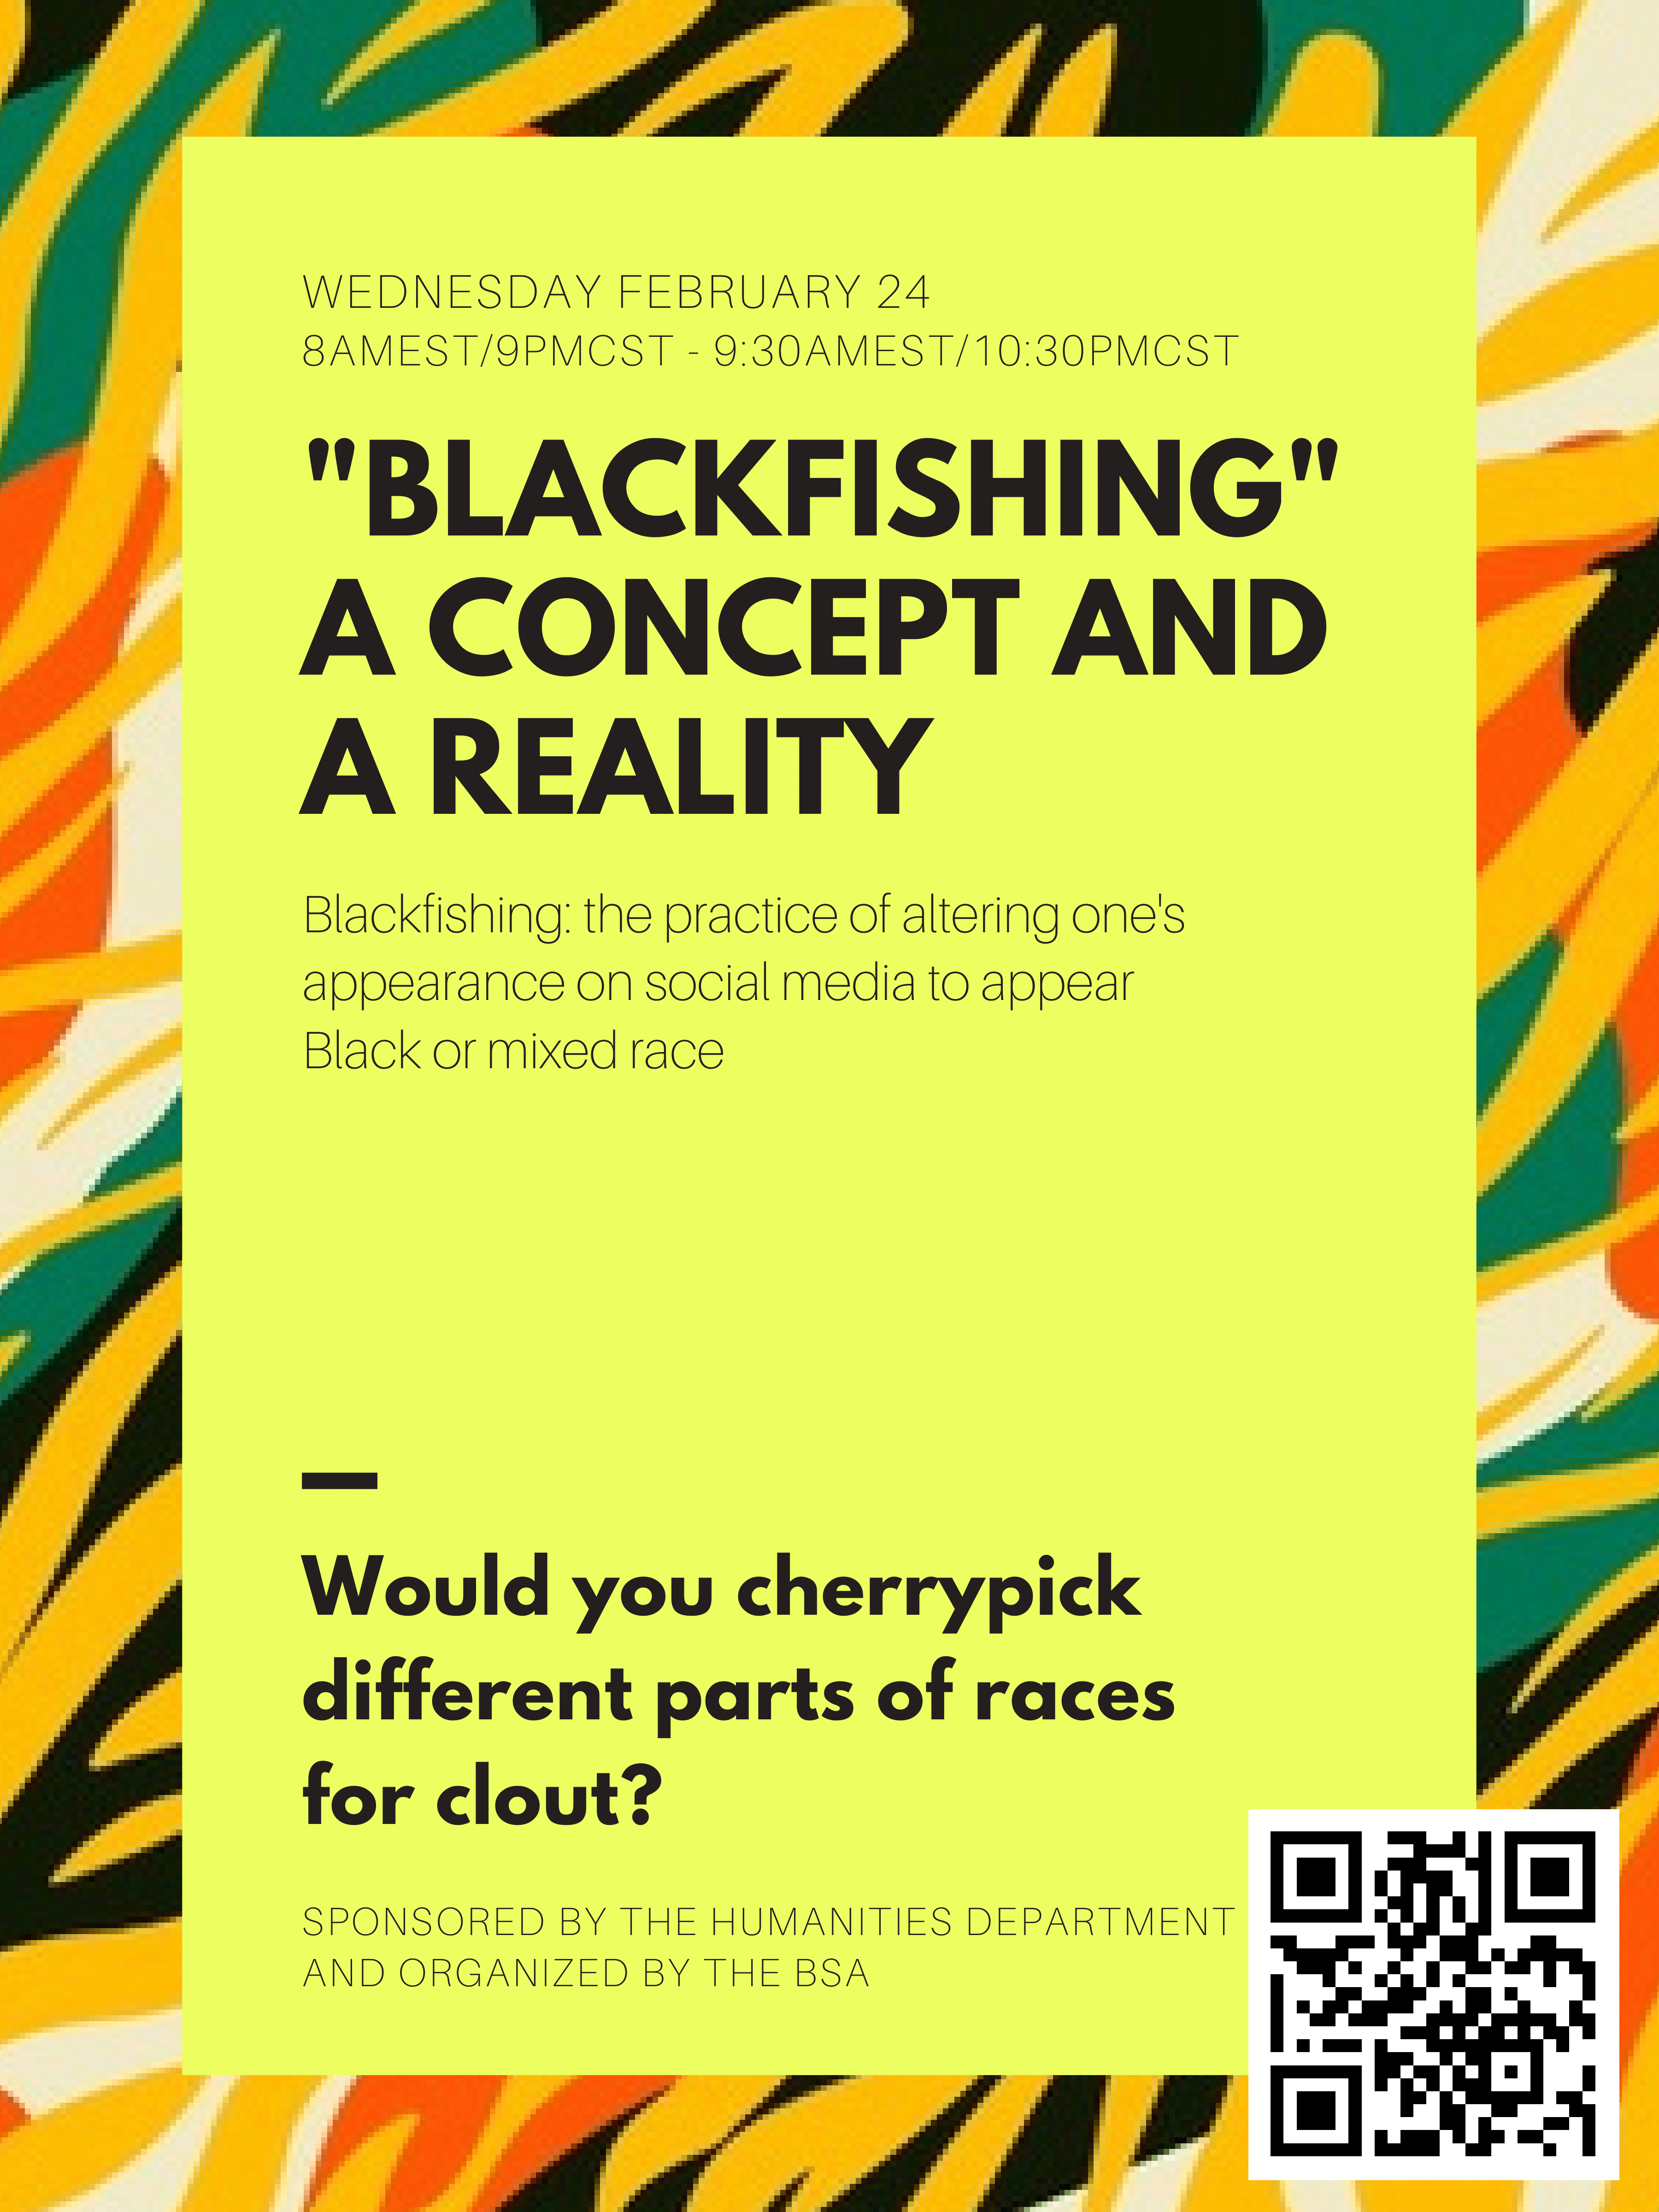 WEDNESDAY FEBRUARY 24
8AMEST/9PMCST - 9:30AMEST/10:30PMCST
"BLACKFISHING"
A CONCEPT AND
A REALITY
Blackfishing: the practice of altering one's
appearance on social media to appear
Black or mixed race
Would you cherrypick
different parts of races
for clout?
SPONSORED BY THE HUMANITIES DEPARTMENT
AND ORGANIZED BY THE BSA